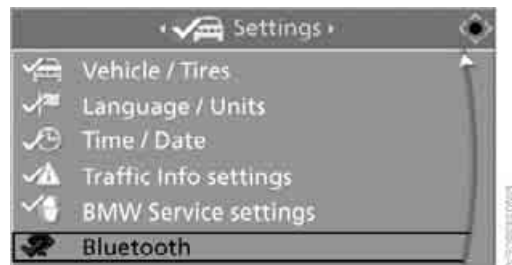 Settings
Vehicle / Tires
Language / Units
Time / Date
Traffic Info settings
BMW Service settings
Bluetooth